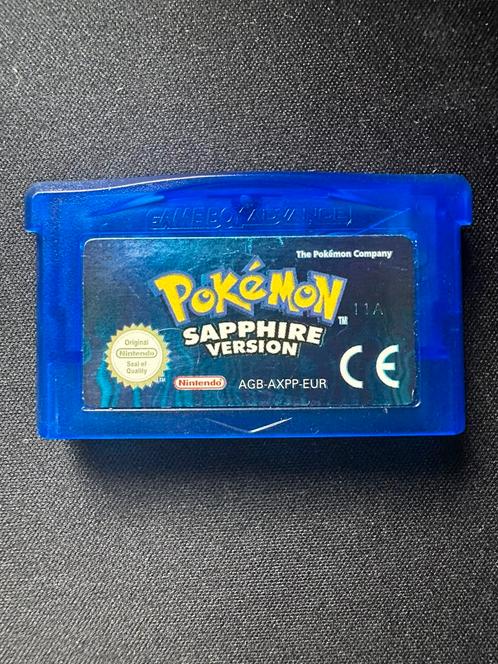 GAME BOY ADVANCE
The Pokémon Company
POKéMON
TM
11A
SAPPHIRE
VERSION
Original
Nintendo
Seal of
Quality
TM
Nintendo
AGB-AXPP-EUR
CE